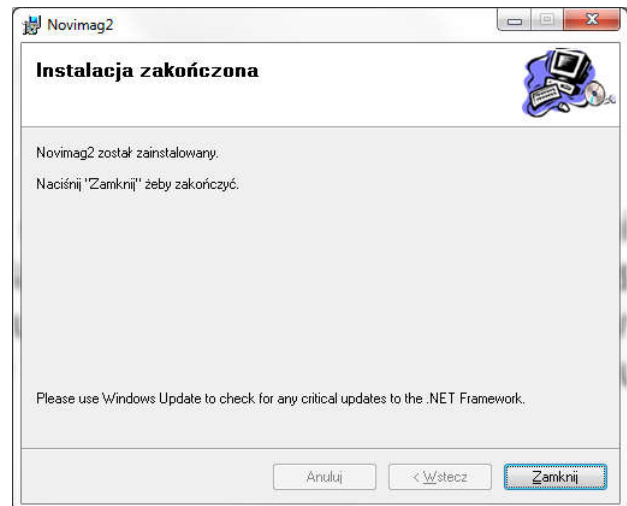 Novimag2
Instalacja zakończona
Novimag2 został zainstalowany.
Naciśnij "Zamknij" żeby zakończyć.
Please use Windows Update to check for any critical updates to the .NET Framework.
Anuluj
< Wstecz
Zamknij